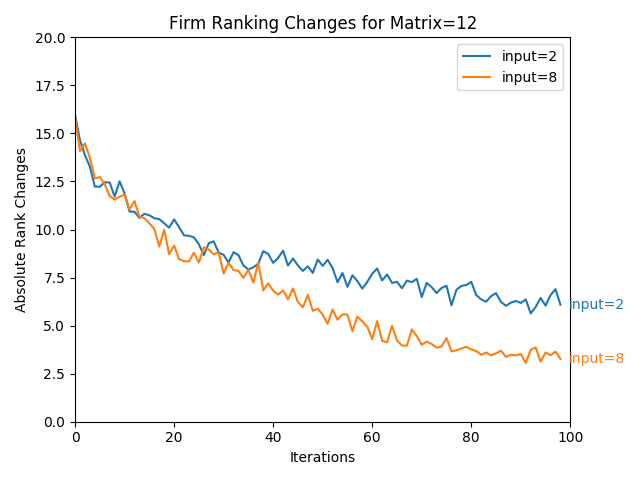 Firm Ranking Changes for Matrix=12
20.0
17.5
15.0
12.5
10.0
7.5
5.0
2.5
0.0
Absolute Rank Changes
input=2
input=8
input=2
input=8
0
20
40
60
80
100
Iterations